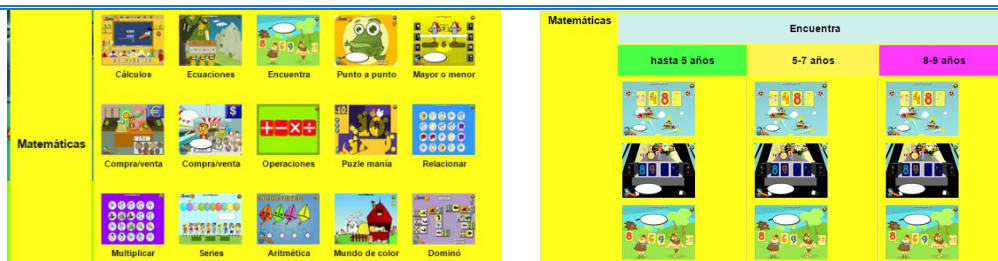 Cálculos Ecuaciones Encuentra Punto a punto Mayor o menor
Matemáticas
Compra/venta Compra/venta Operaciones Puzle manía Relacionar
Multiplicar Series Aritmética Mundo de color Dominó
Matemáticas
Encuentra
hasta 5 años 5-7 años 8-9 años